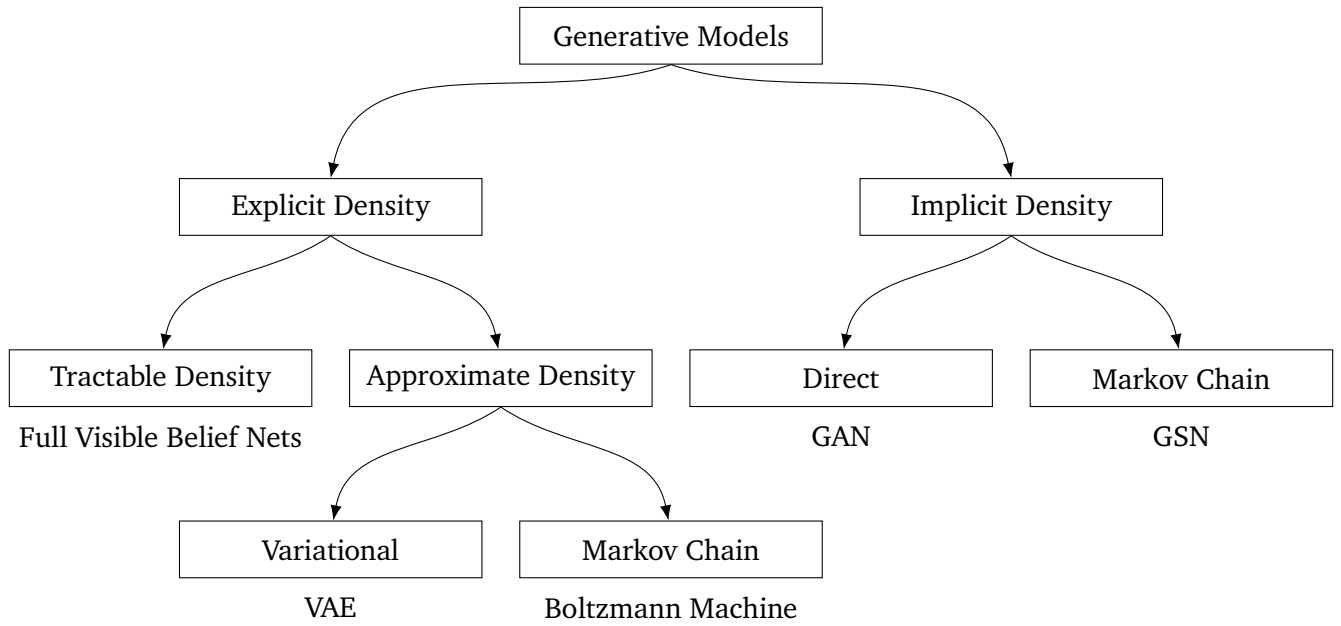 Generative Models
Explicit Density
Implicit Density
Tractable Density
Approximate Density
Direct
Markov Chain
Full Visible Belief Nets
GAN
GSN
Variational
Markov Chain
VAE
Boltzmann Machine